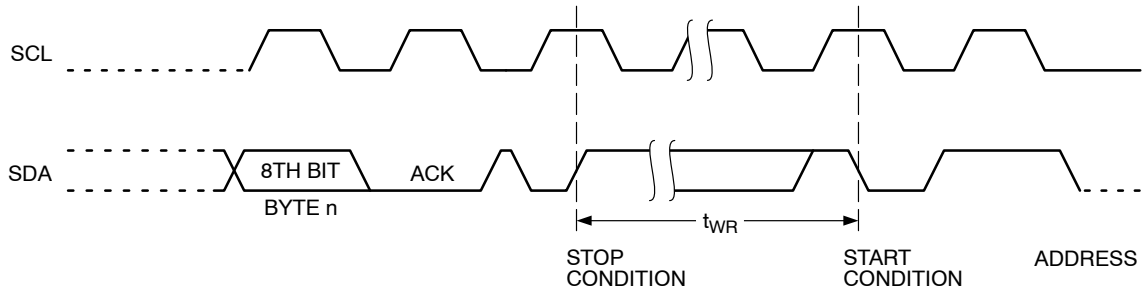 SCL
SDA
8TH BIT
ACK
BYTE n
tWR
STOP
CONDITION
START
CONDITION
ADDRESS